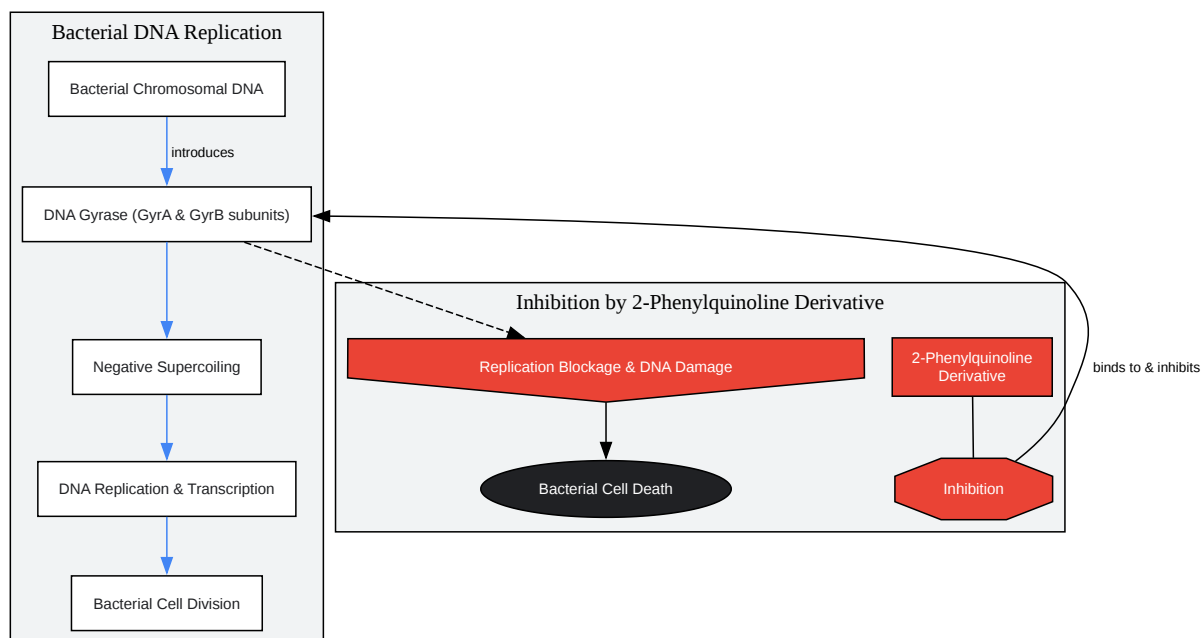 Bacterial DNA Replication
Bacterial Chromosomal DNA
introduces
DNA Gyrase (GyrA & GyrB subunits)
Negative Supercoiling
DNA Replication & Transcription
Bacterial Cell Division
Inhibition by 2-Phenylquinoline Derivative
Replication Blockage & DNA Damage
Bacterial Cell Death
2-Phenylquinoline
Derivative
Inhibition
binds to & inhibits